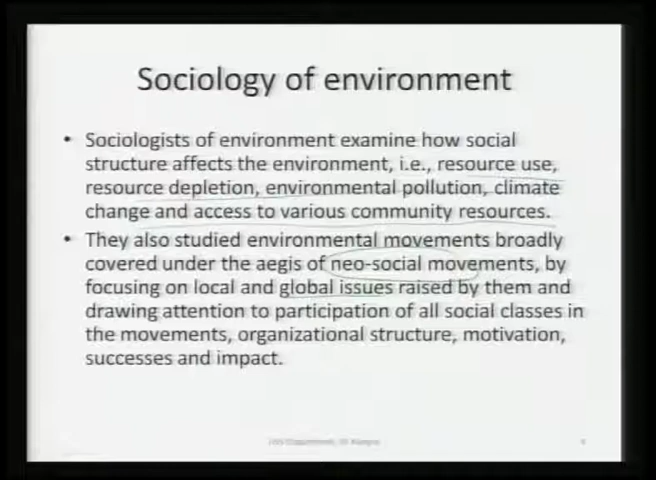 Sociology of environment
• Sociologists of environment examine how social
structure affects the environment, i.e., resource use,
resource depletion, environmental pollution, climate
change and access to various community resources.
• They also studied environmental movements broadly
covered under the aegis of neo-social movements, by
focusing on local and global issues raised by them and
drawing attention to participation of all social classes in
the movements, organizational structure, motivation,
successes and impact.